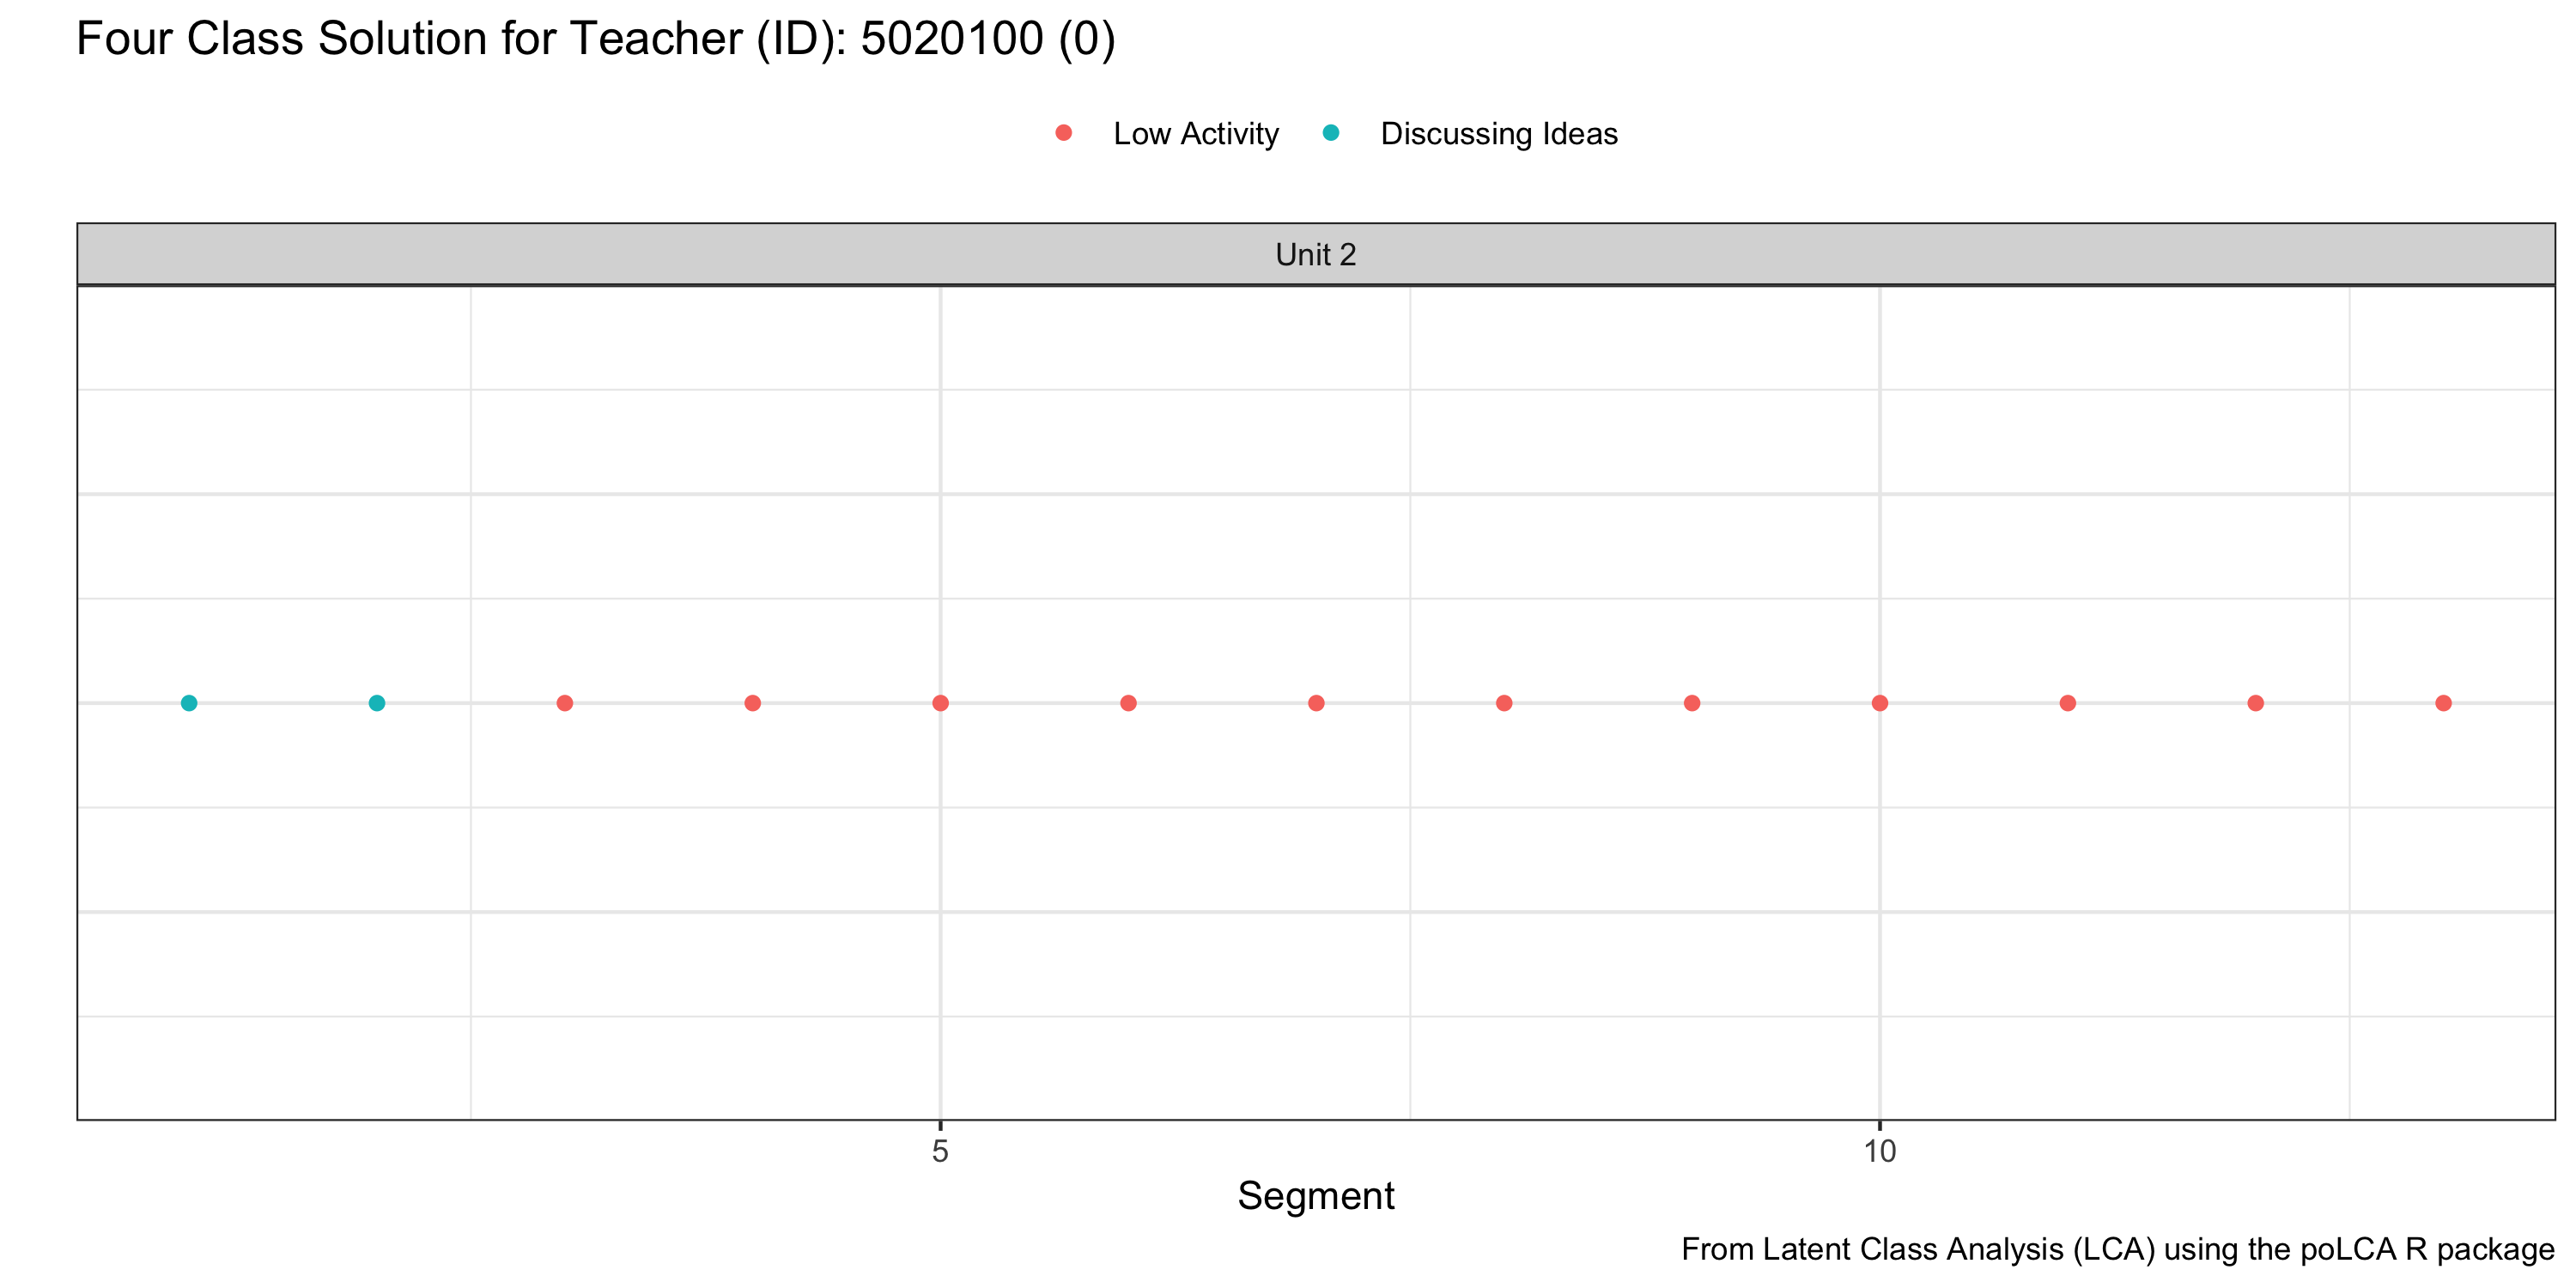 Four Class Solution for Teacher (ID): 5020100 (0)
Low Activity
Discussing Ideas
Unit 2
5
10
Segment
From Latent Class Analysis (LCA) using the poLCA R package